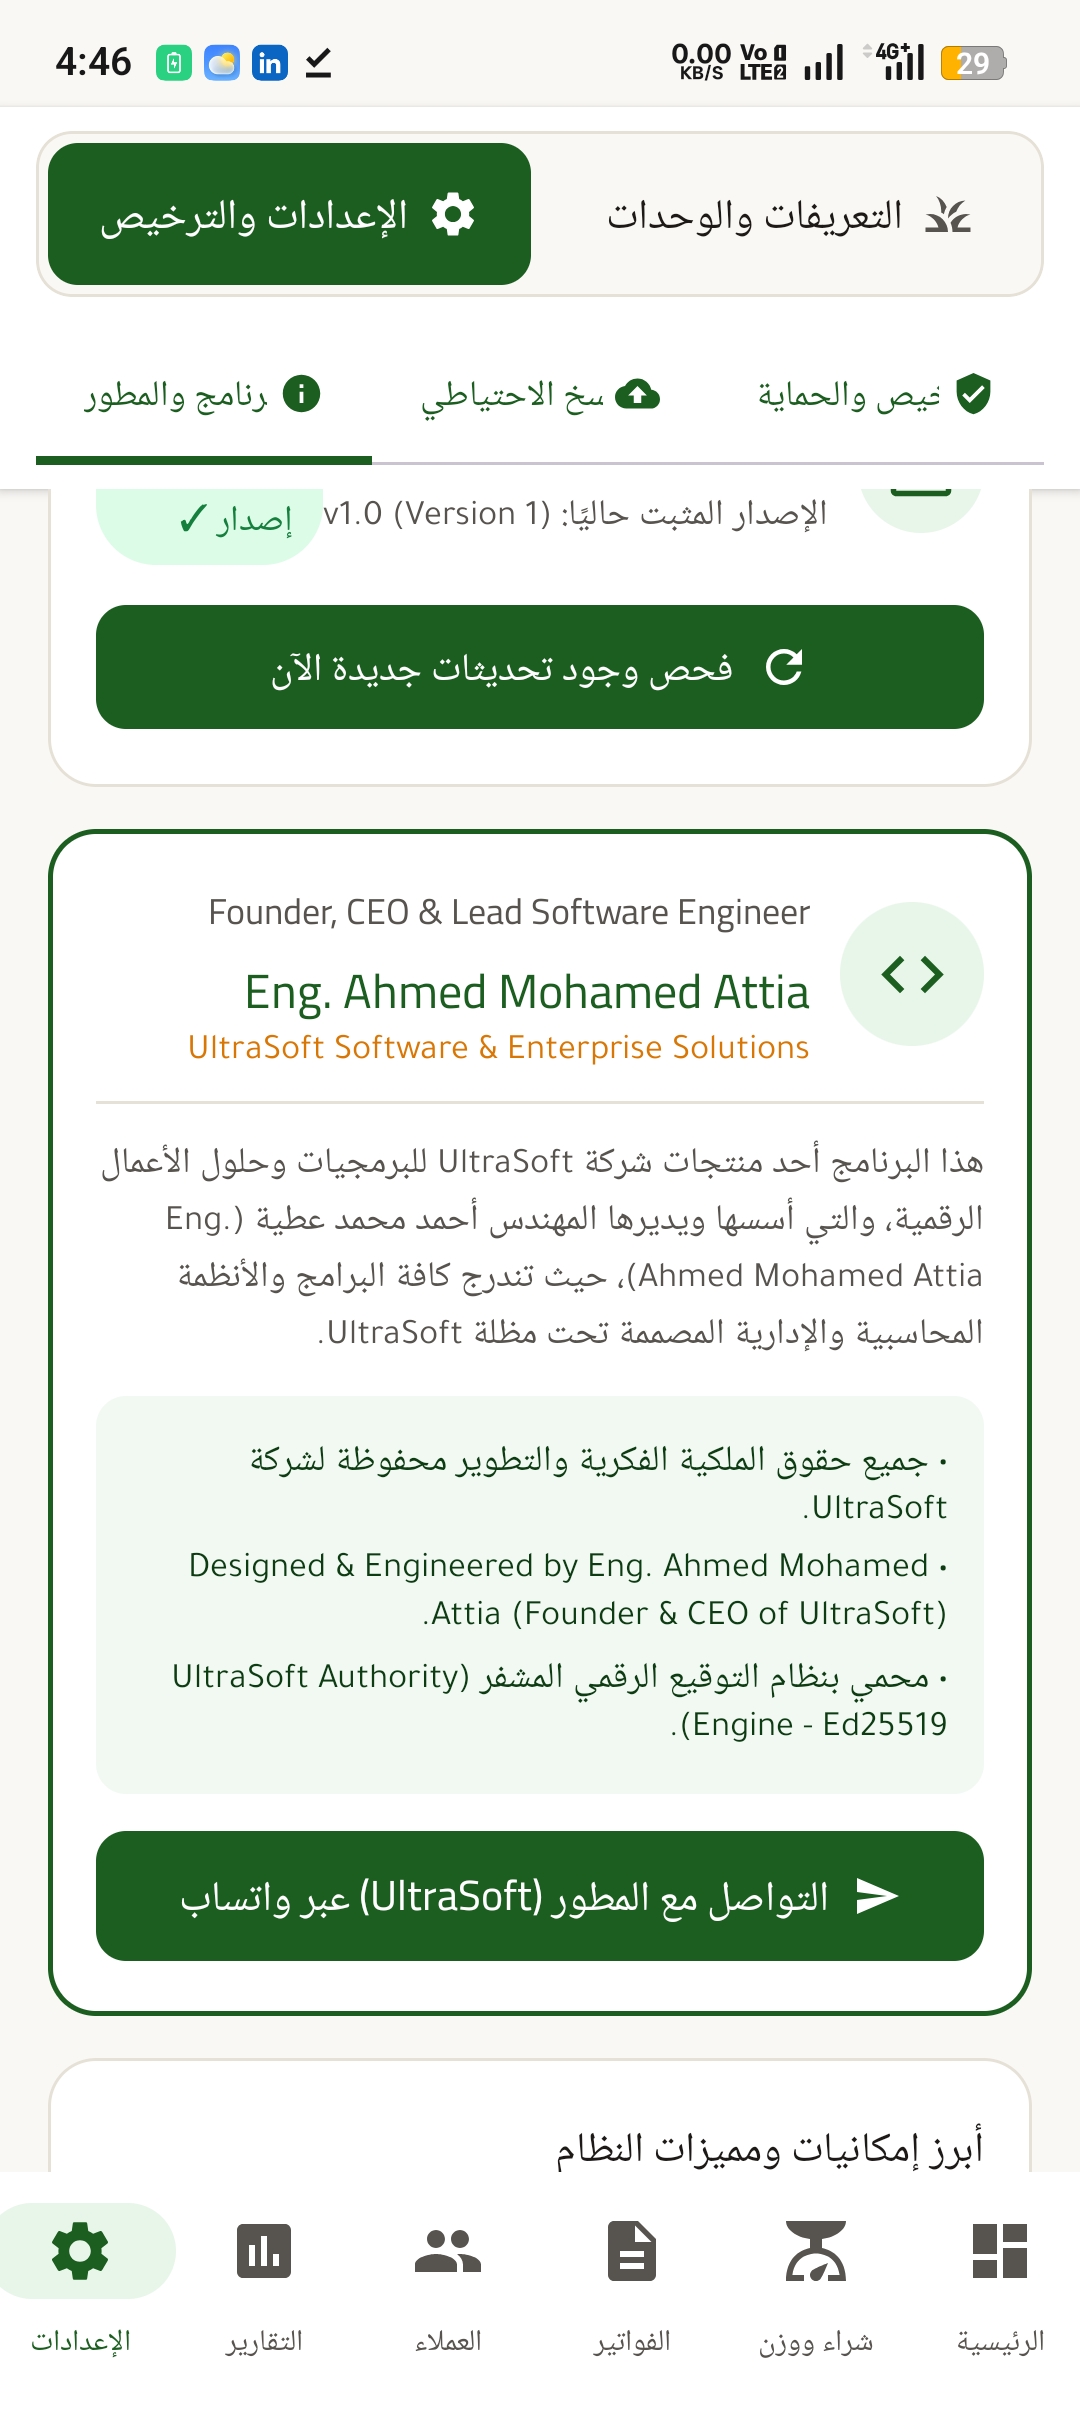 4:46
0.00 KB/S Vo LTE 4G+ 29
التعريفات والوحدات
الإعدادات والترخيص
والحماية
الاحتياطي
والمطور
الإصدار المثبت حاليًا: v1.0 (Version 1)
إصدار ✓
فحص وجود تحديثات جديدة الآن
Founder, CEO & Lead Software Engineer
Eng. Ahmed Mohamed Attia
UltraSoft Software & Enterprise Solutions
هذا البرنامج أحد منتجات شركة UltraSoft للبرمجيات وحلول الأعمال
الرقمية، والتي أسسها ويديرها المهندس أحمد محمد عطية (Eng.
Ahmed Mohamed Attia)، حيث تندرج كافة البرامج والأنظمة
المحاسبية والإدارية المصممة تحت مظلة UltraSoft.
• جميع حقوق الملكية الفكرية والتطوير محفوظة لشركة
UltraSoft.
• Designed & Engineered by Eng. Ahmed Mohamed
Attia (Founder & CEO of UltraSoft).
• محمي بنظام التوقيع الرقمي المشفر (UltraSoft Authority
Engine - Ed25519).
التواصل مع المطور (UltraSoft) عبر واتساب
أبرز إمكانيات ومميزات النظام
الرئيسية
شراء ووزن
الفواتير
العملاء
التقارير
الإعدادات